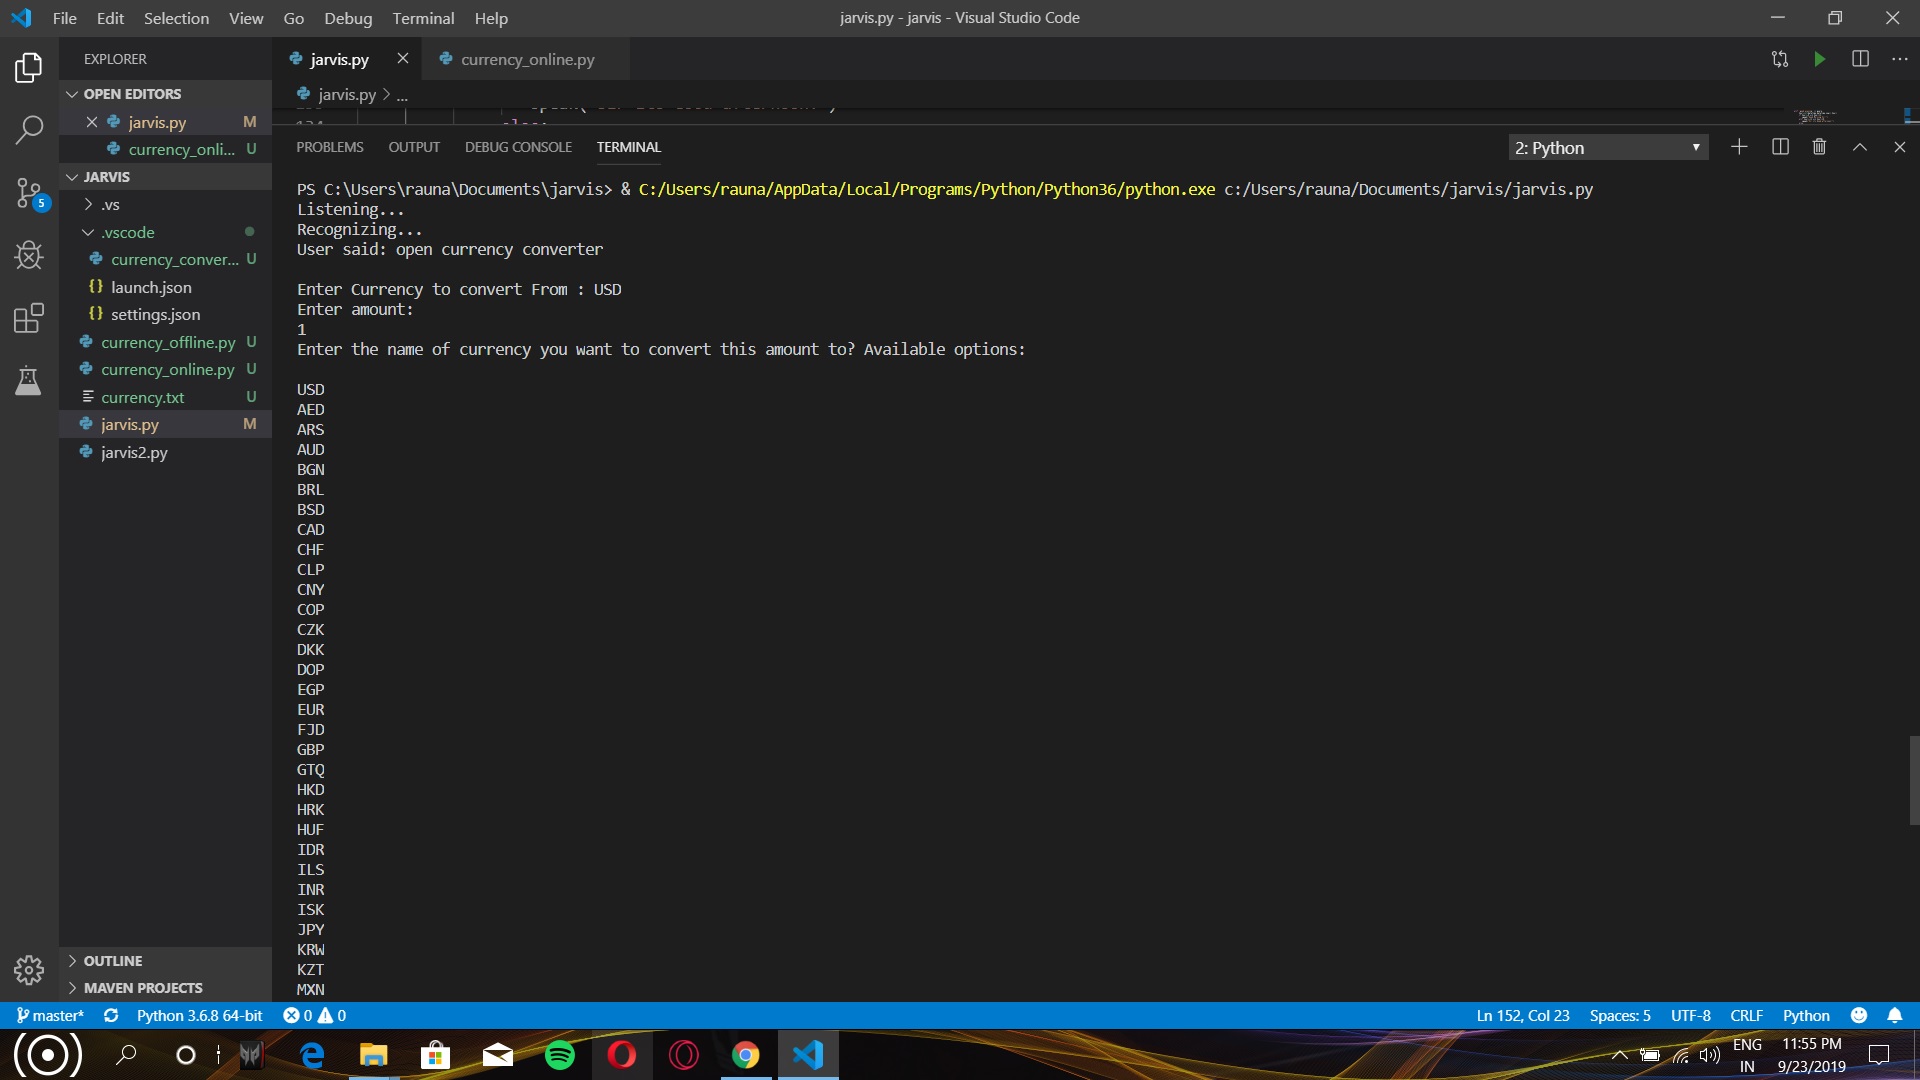 File Edit Selection View Go Debug Terminal Help
jarvis.py - jarvis - Visual Studio Code
EXPLORER
OPEN EDITORS
jarvis.py M
currency_onli... U
JARVIS
.vs
.vscode
currency_conver... U
launch.json
settings.json
currency_offline.py U
currency_online.py U
currency.txt U
jarvis.py M
jarvis2.py
OUTLINE
MAVEN PROJECTS
5
jarvis.py
currency_online.py
jarvis.py > ...
PROBLEMS OUTPUT DEBUG CONSOLE TERMINAL
2: Python
PS C:\Users\rauna\Documents\jarvis> & C:/Users/rauna/AppData/Local/Programs/Python/Python36/python.exe c:/Users/rauna/Documents/jarvis/jarvis.py
Listening...
Recognizing...
User said: open currency converter
Enter Currency to convert From : USD
Enter amount:
1
Enter the name of currency you want to convert this amount to? Available options:
USD
AED
ARS
AUD
BGN
BRL
BSD
CAD
CHF
CLP
CNY
COP
CZK
DKK
DOP
EGP
EUR
FJD
GBP
GTQ
HKD
HRK
HUF
IDR
ILS
INR
ISK
JPY
KRW
KZT
MXN
master* Python 3.6.8 64-bit 0 0
Ln 152, Col 23 Spaces: 5 UTF-8 CRLF Python
ENG
IN
11:55 PM
9/23/2019